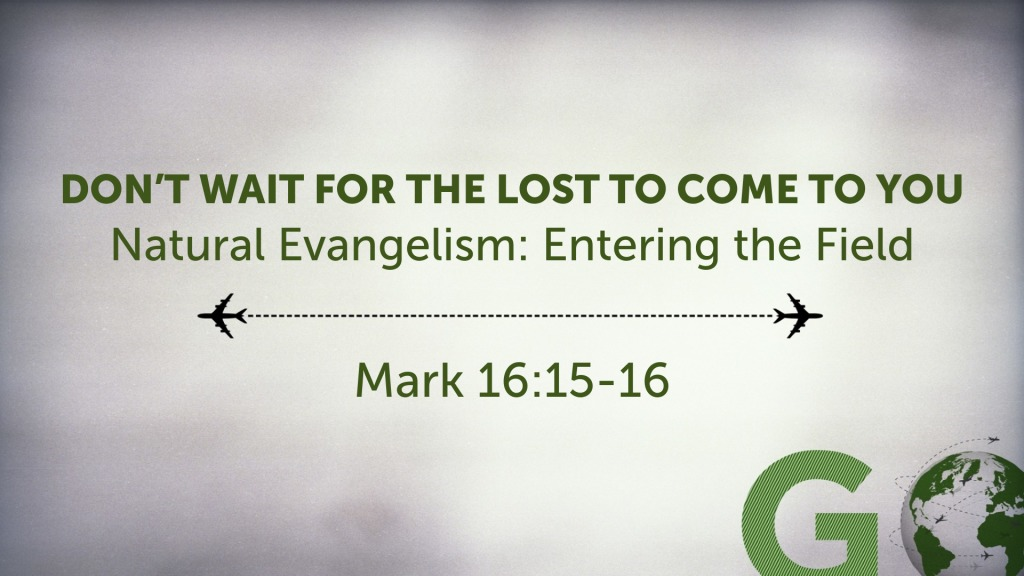 DON'T WAIT FOR THE LOST TO COME TO YOU
Natural Evangelism: Entering the Field
Mark 16:15-16
GO